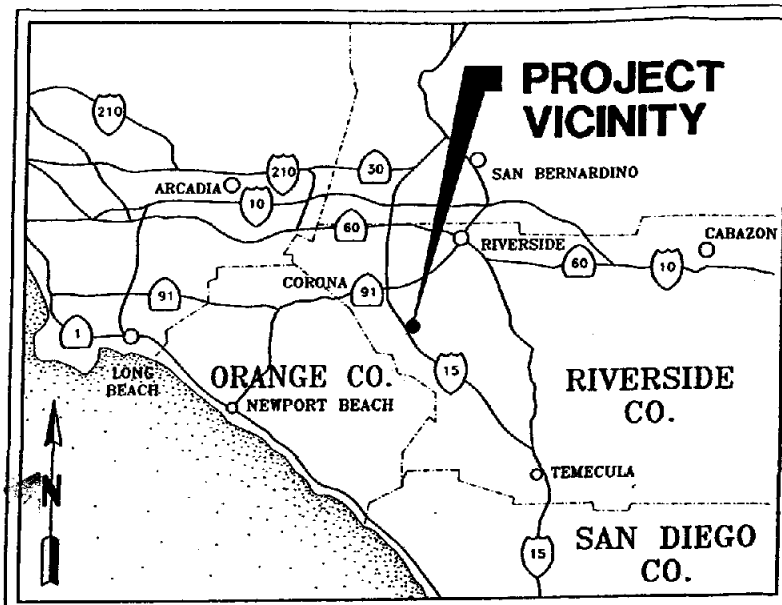 PROJECT
VICINITY
210
210
30
SAN BERNARDINO
ARCADIA
10
60
RIVERSIDE
CABAZON
60
10
CORONA
91
91
1
LONG
BEACH
ORANGE CO.
NEWPORT BEACH
15
RIVERSIDE
CO.
N
TEMECULA
15
SAN DIEGO
CO.